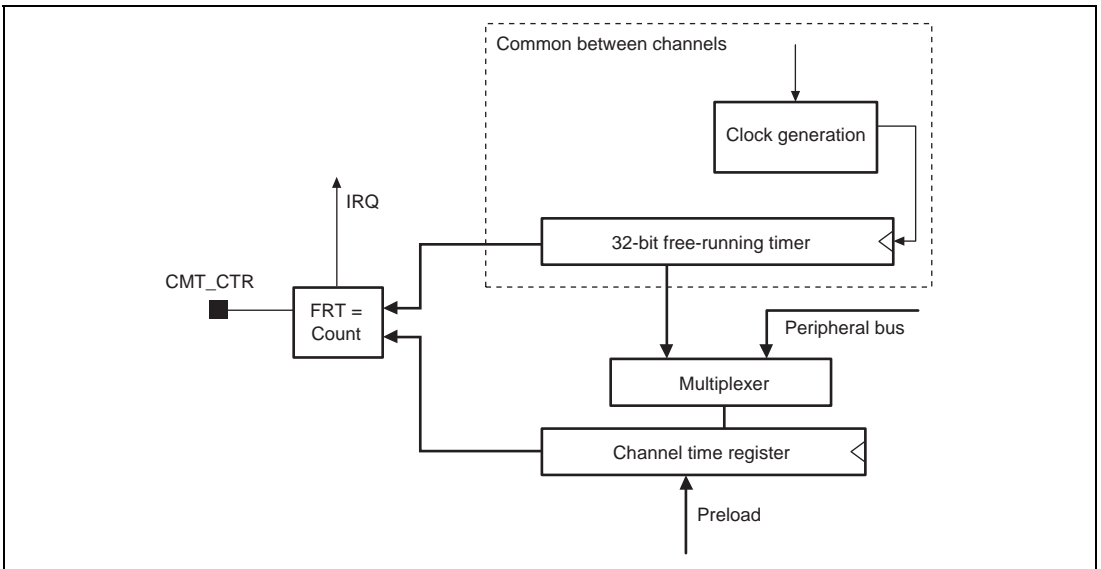 Common between channels
Clock generation
IRQ
32-bit free-running timer
CMT_CTR
FRT =
Count
Peripheral bus
Multiplexer
Channel time register
Preload